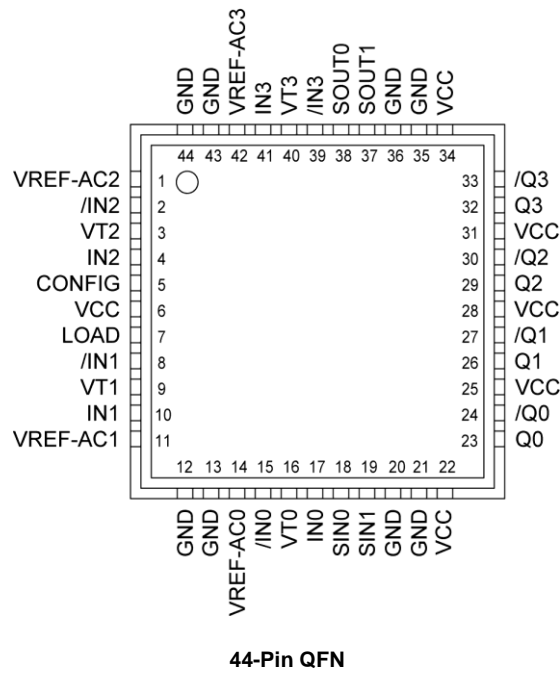 GND GND VREF-AC3 IN3 VT3 /IN3 SOUT0 SOUT1 GND GND VCC
44 43 42 41 40 39 38 37 36 35 34
VREF-AC2 1 33 /Q3
/IN2 2 32 Q3
VT2 3 31 VCC
IN2 4 30 /Q2
CONFIG 5 29 Q2
VCC 6 28 VCC
LOAD 7 27 /Q1
/IN1 8 26 Q1
VT1 9 25 VCC
IN1 10 24 /Q0
VREF-AC1 11 23 Q0
12 13 14 15 16 17 18 19 20 21 22
GND GND VREF-AC0 /IN0 VT0 IN0 SIN0 SIN1 GND GND VCC
44-Pin QFN